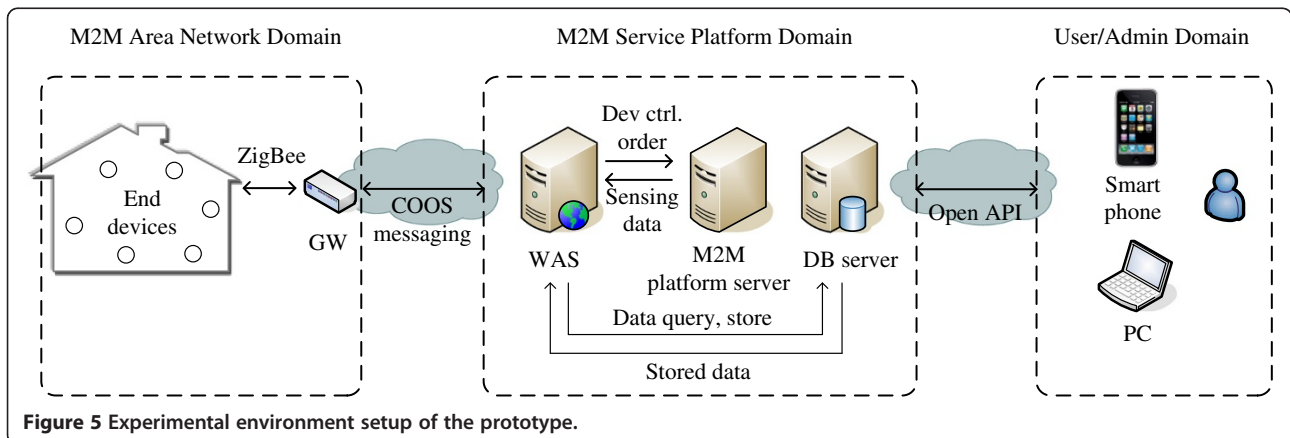 M2M Area Network Domain
M2M Service Platform Domain
User/Admin Domain
ZigBee
End
devices
GW
COOS
messaging
Dev ctrl.
order
Sensing
data
WAS
M2M
platform server
DB server
Data query, store
Stored data
Open API
Smart
phone
PC
Figure 5 Experimental environment setup of the prototype.